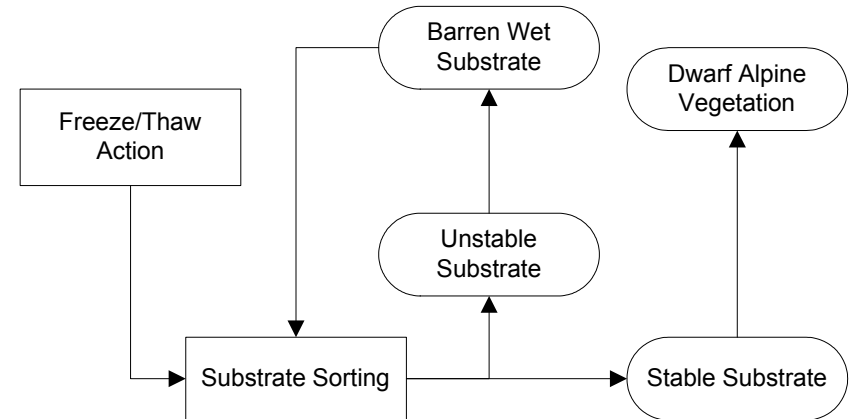 Barren Wet
Substrate
Dwarf Alpine
Vegetation
Freeze/Thaw
Action
Unstable
Substrate
Substrate Sorting
Stable Substrate